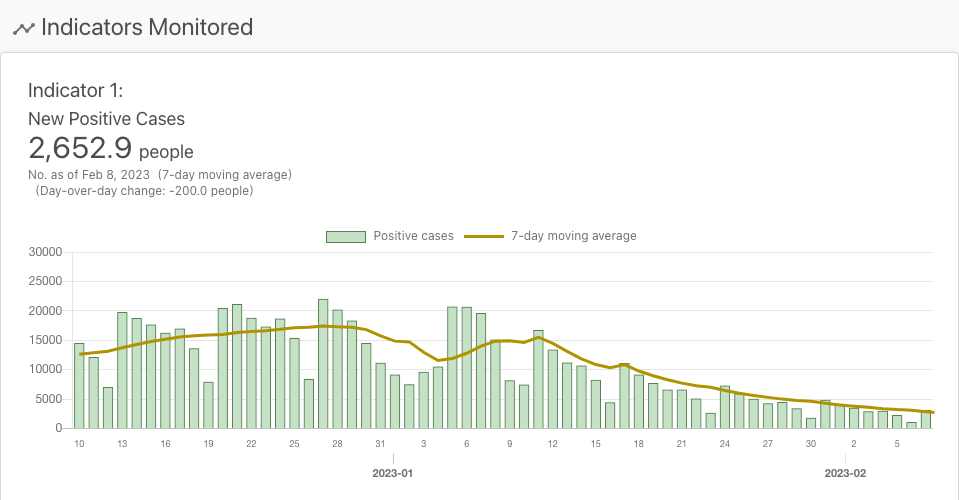 Indicators Monitored
Indicator 1:
New Positive Cases
2,652.9 people
No. as of Feb 8, 2023 (7-day moving average)
(Day-over-day change: -200.0 people)
Positive cases 7-day moving average
30000
25000
20000
15000
10000
5000
0
10 13 16 19 22 25 28 31 3 6 9 12 15 18 21 24 27 30 2 5
2023-01 2023-02